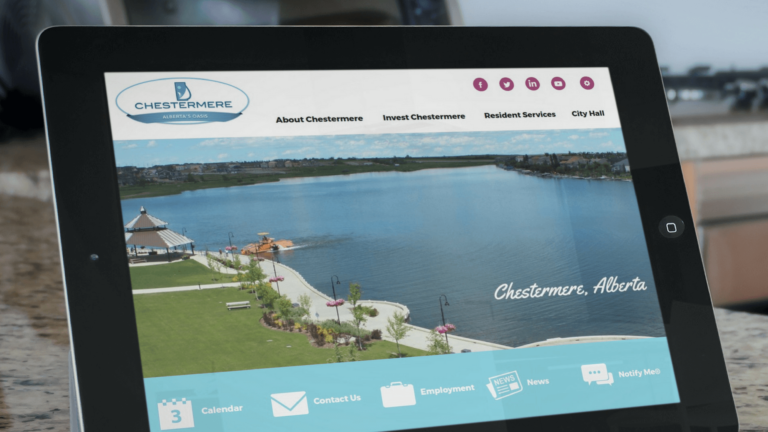 CHESTERMERE
ALBERTA'S OASIS
About Chestermere
Invest Chestermere
Resident Services
City Hall
Chestermere, Alberta
3
Calendar
Contact Us
Employment
NEWS
News
Notify Me®